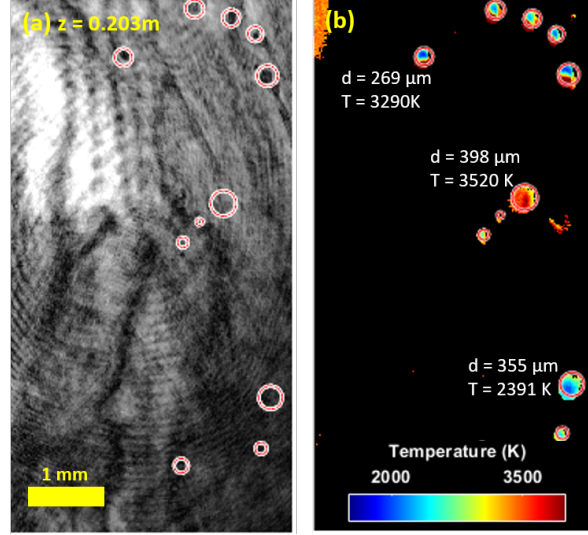 (a) z = 0.203m
1 mm
(b)
d = 269 µm
T = 3290K
d = 398 µm
T = 3520 K
d = 355 µm
T = 2391 K
Temperature (K)
2000 3500